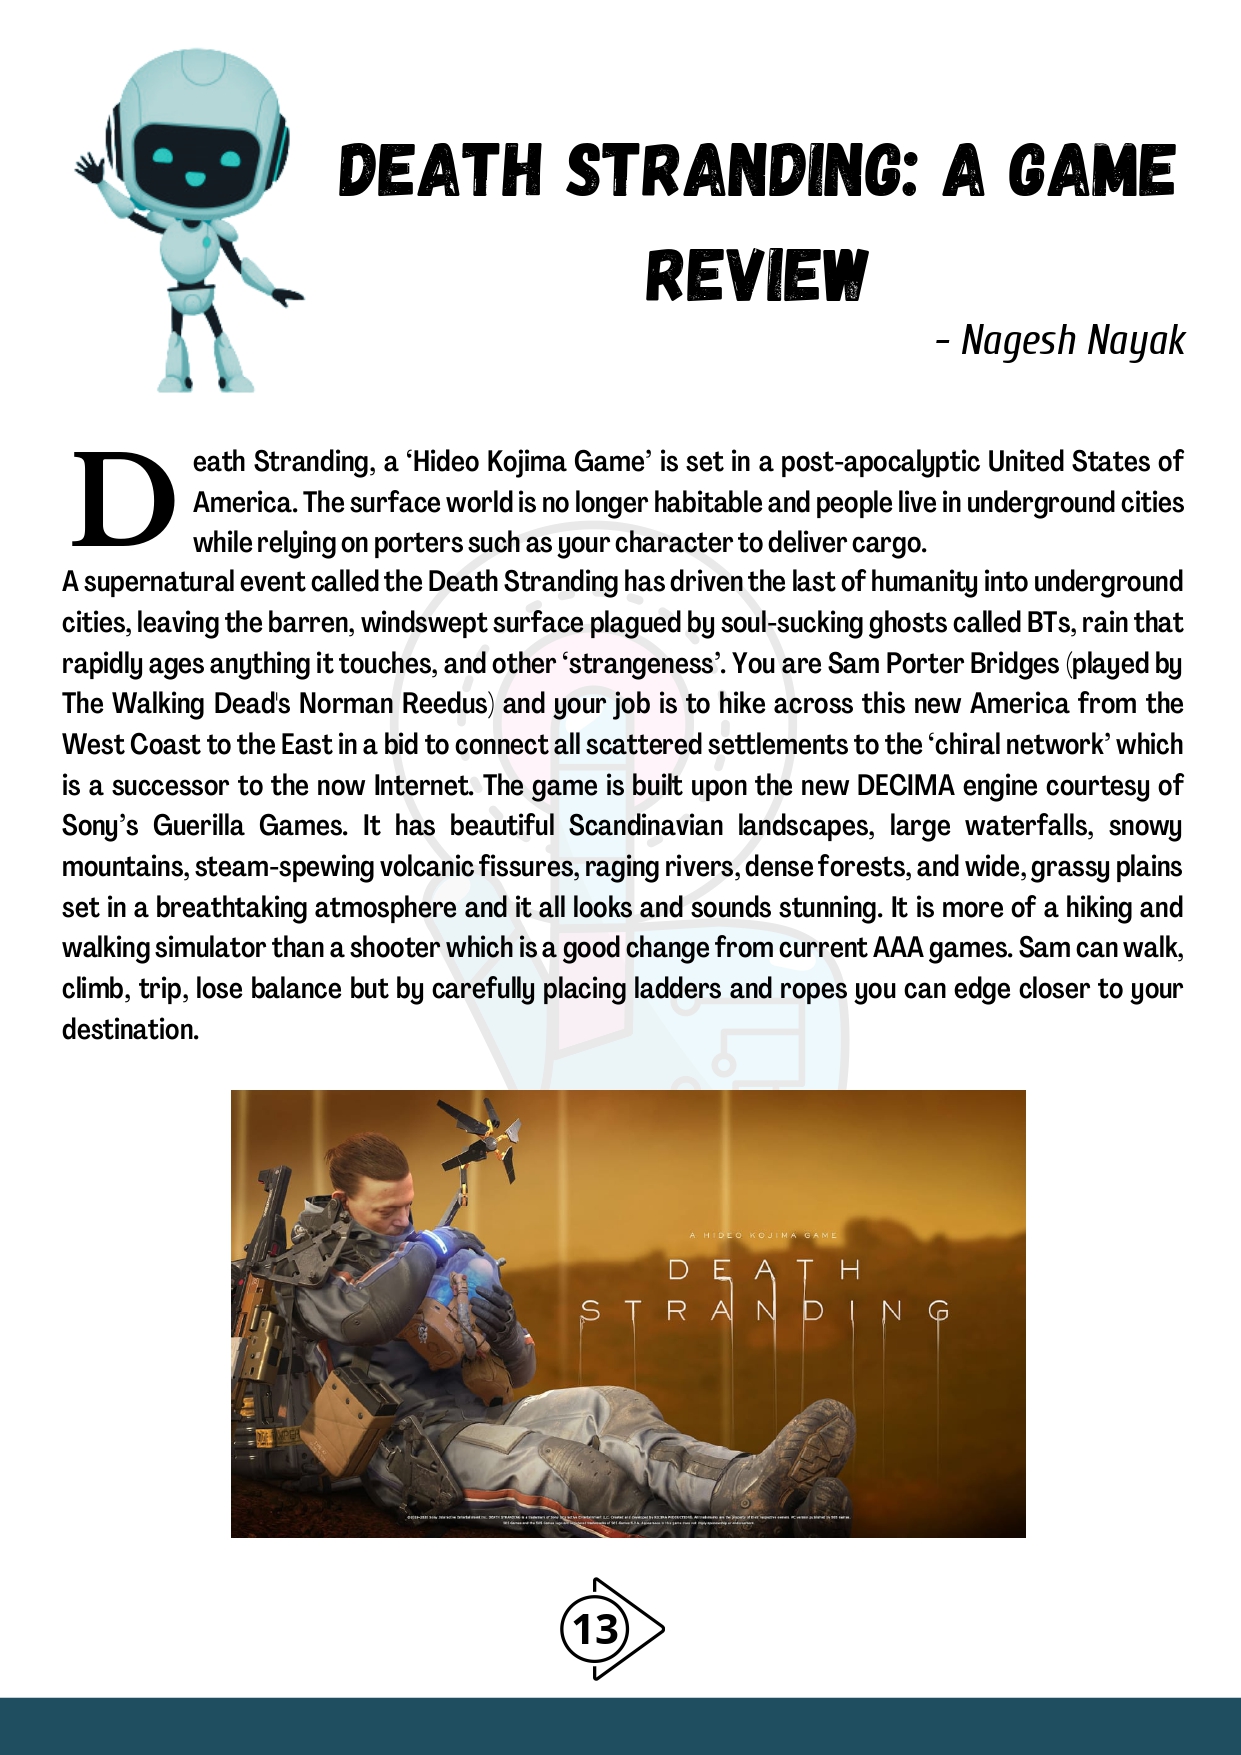 DEATH STRANDING: A GAME
REVIEW
- Nagesh Nayak
Death Stranding, a ‘Hideo Kojima Game’ is set in a post-apocalyptic United States of
America. The surface world is no longer habitable and people live in underground cities
while relying on porters such as your character to deliver cargo.
A supernatural event called the Death Stranding has driven the last of humanity into underground
cities, leaving the barren, windswept surface plagued by soul-sucking ghosts called BTs, rain that
rapidly ages anything it touches, and other ‘strangeness’. You are Sam Porter Bridges (played by
The Walking Dead's Norman Reedus) and your job is to hike across this new America from the
West Coast to the East in a bid to connect all scattered settlements to the ‘chiral network’ which
is a successor to the now Internet. The game is built upon the new DECIMA engine courtesy of
Sony’s Guerilla Games. It has beautiful Scandinavian landscapes, large waterfalls, snowy
mountains, steam-spewing volcanic fissures, raging rivers, dense forests, and wide, grassy plains
set in a breathtaking atmosphere and it all looks and sounds stunning. It is more of a hiking and
walking simulator than a shooter which is a good change from current AAA games. Sam can walk,
climb, trip, lose balance but by carefully placing ladders and ropes you can edge closer to your
destination.
A HIDEO KOJIMA GAME
DEATH
STRANDING
13